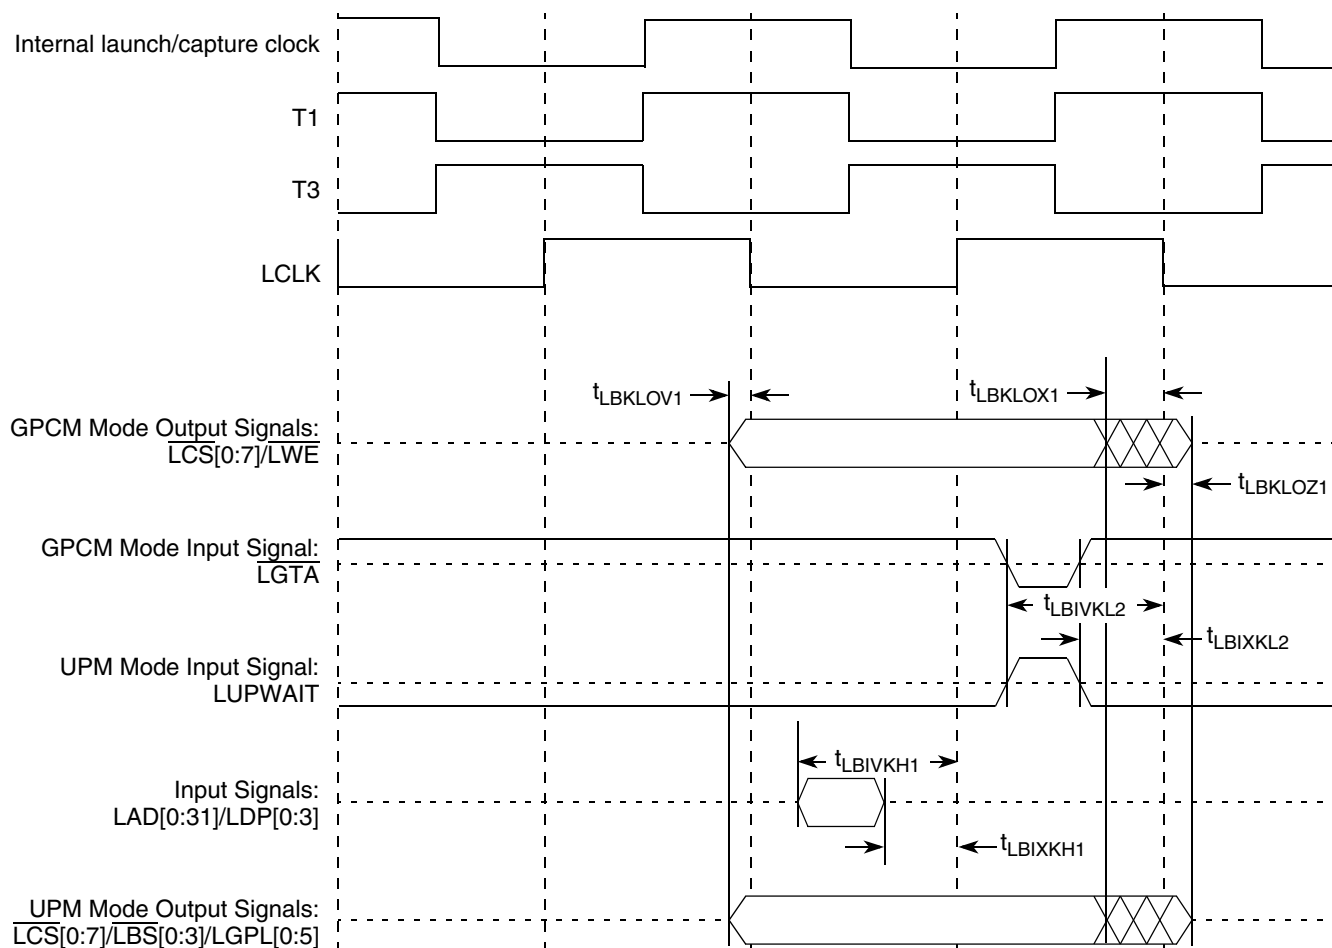 Internal launch/capture clock
T1
T3
LCLK
tLBKLOV1
tLBKLOX1
GPCM Mode Output Signals:
LCS[0:7]/LWE
tLBKLOZ1
GPCM Mode Input Signal:
LGTA
tLBIVKL2
tLBIXKL2
UPM Mode Input Signal:
LUPWAIT
tLBIVKH1
Input Signals:
LAD[0:31]/LDP[0:3]
tLBIXKH1
UPM Mode Output Signals:
LCS[0:7]/LBS[0:3]/LGPL[0:5]